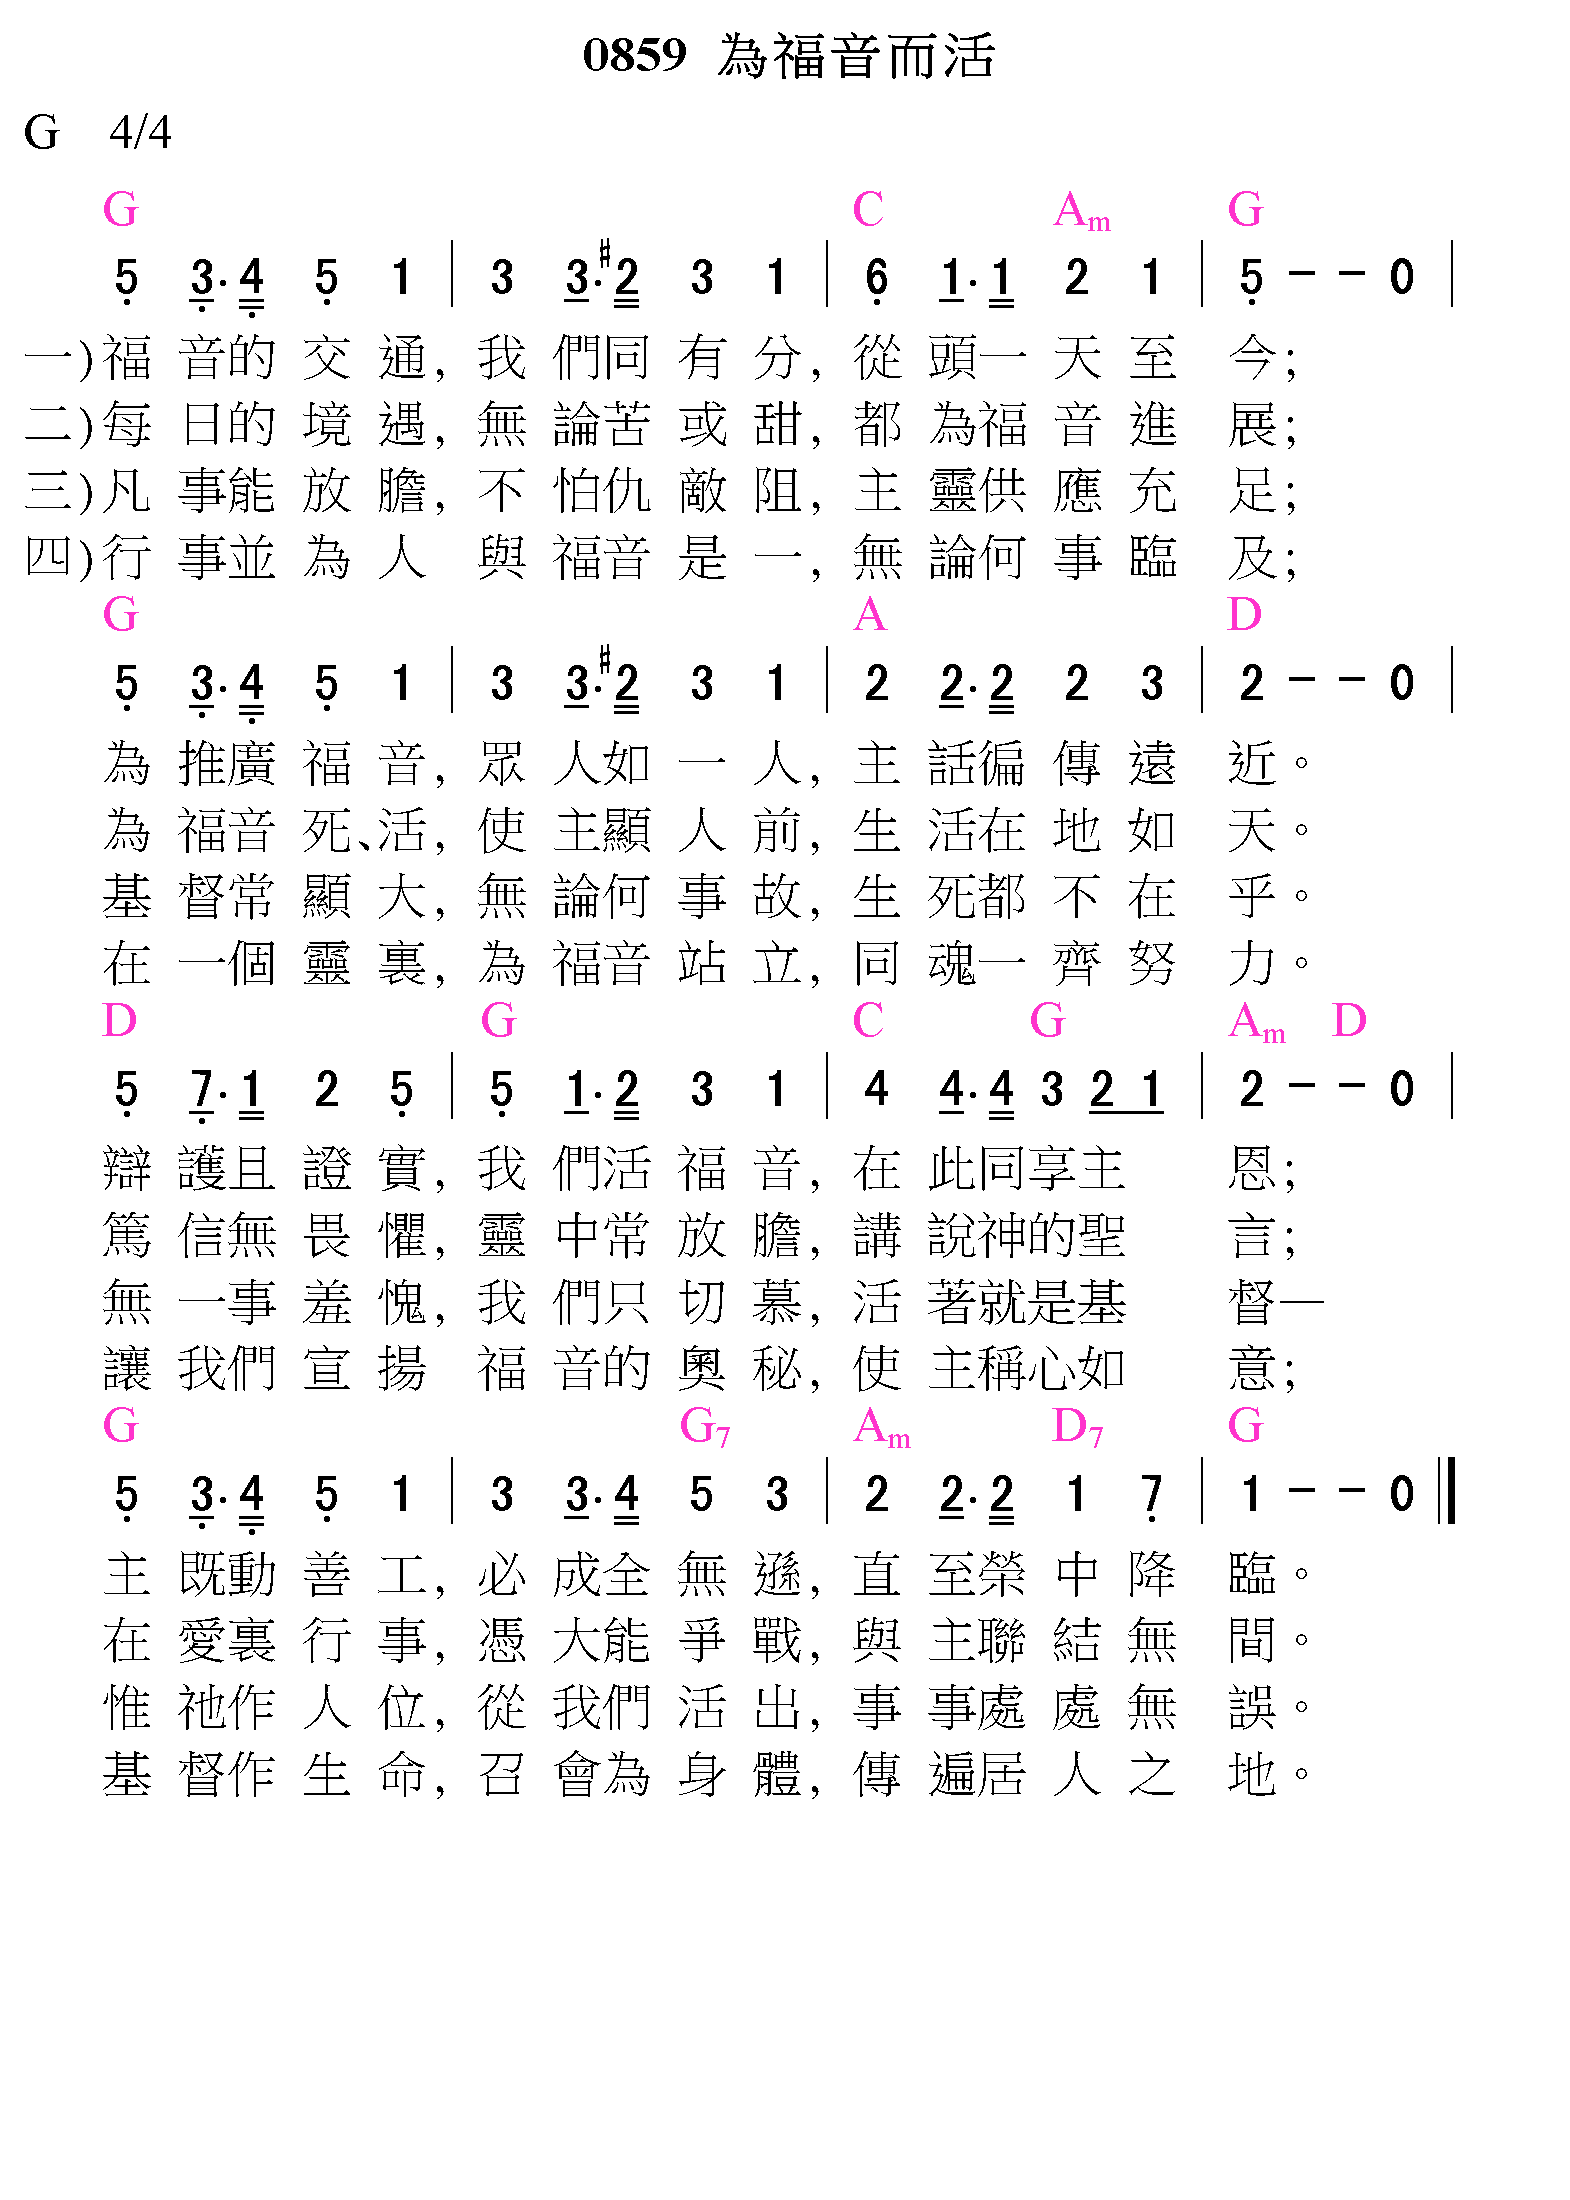 0859 為福音而活
G 4/4
G C Am G
5 3. 4 5 1 | 3 3. #2 3 1 | 6 1. 1 2 1 | 5 - - 0 |
一)福 音的 交 通, 我 們同 有 分, 從 頭一 天 至 今;
二)每 日的 境 遇, 無 論苦 或 甜, 都 為福 音 進 展;
三)凡 事能 放 膽, 不 怕仇 敵 阻, 主 靈供 應 充 足;
四)行 事並 為 人 與 福音 是 一, 無 論何 事 臨 及;
G A D
5 3. 4 5 1 | 3 3. #2 3 1 | 2 2. 2 2 3 | 2 - - 0 |
為 推廣 福 音, 眾 人如 一 人, 主 話徧 傳 遠 近。
為 福音 死、活, 使 主顯 人 前, 生 活在 地 如 天。
基 督常 顯 大, 無 論何 事 故, 生 死都 不 在 乎。
在 一個 靈 裏, 為 福音 站 立, 同 魂一 齊 努 力。
D G C G Am D
5 7. 1 2 5 | 5 1. 2 3 1 | 4 4. 4 3 2 1 | 2 - - 0 |
辯 護且 證 實, 我 們活 福 音, 在 此同享主 恩;
篤 信無 畏 懼, 靈 中常 放 膽, 講 說神的聖 言;
無 一事 羞 愧, 我 們只 切 慕, 活 著就是基 督—
讓 我們 宣 揚 福 音的 奧 秘, 使 主稱心如 意;
G G7 Am D7 G
5 3. 4 5 1 | 3 3. 4 5 3 | 2 2. 2 1 7 | 1 - - 0 ‖
主 既動 善 工, 必 成全 無 遜, 直 至榮 中 降 臨。
在 愛裏 行 事, 憑 大能 爭 戰, 與 主聯 結 無 間。
惟 祂作 人 位, 從 我們 活 出, 事 事處 處 無 誤。
基 督作 生 命, 召 會為 身 體, 傳 遍居 人 之 地。